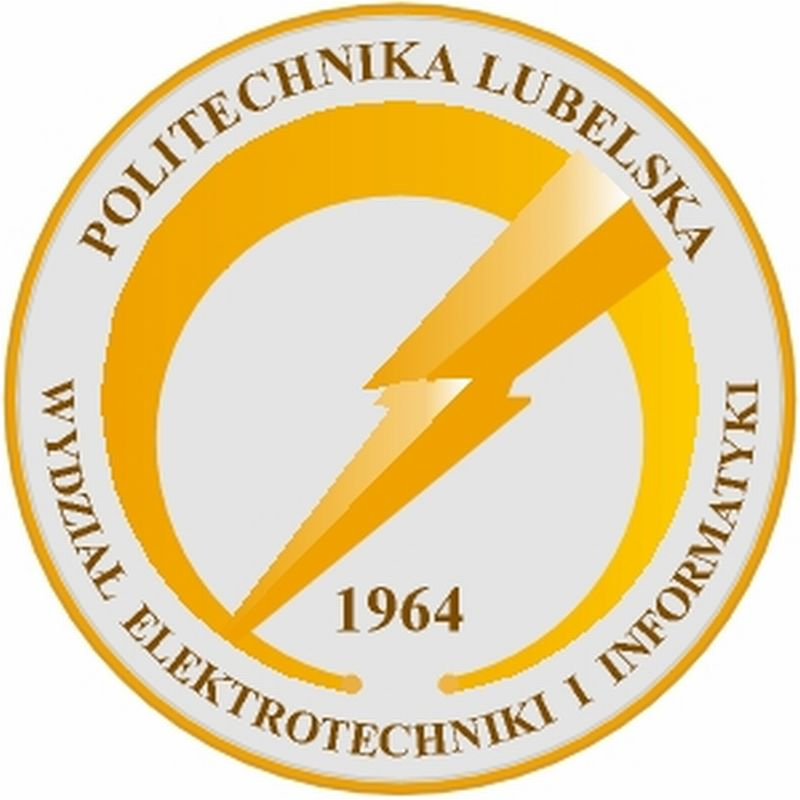 POLITECHNIKA LUBELSKA
1964
WYDZIAŁ ELEKTROTECHNIKI I INFORMATYKI